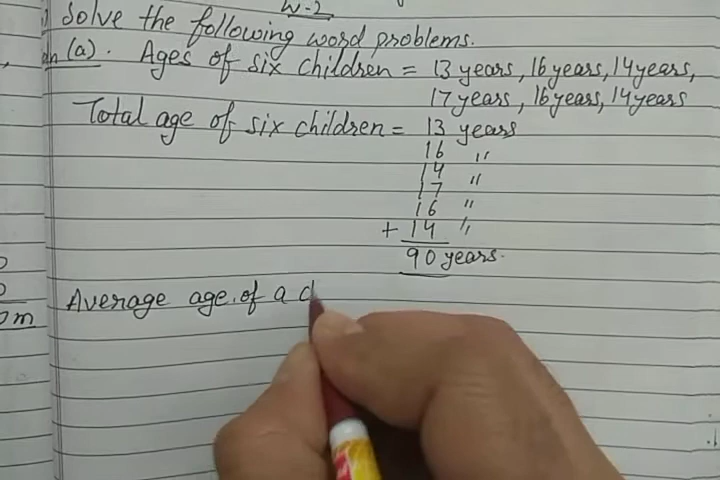 W-2
Solve the following word problems.
(a). Ages of six children = 13 years, 16 years, 14 years,
17 years, 16 years, 14 years
Total age of six children = 13 years
16 "
14
17 "
16 "
+ 14 "
90 years.
Average age of a c
m